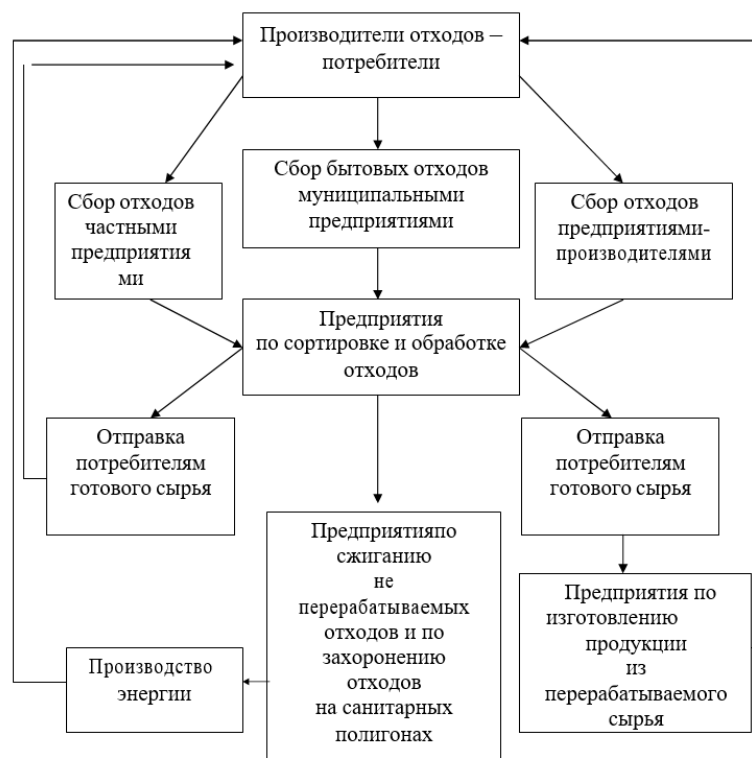 Производители отходов –
потребители
Сбор бытовых отходов
муниципальными
предприятиями
Сбор отходов
частными
предприятия
ми
Сбор отходов
предприятиями-
производителями
Предприятия
по сортировке и обработке
отходов
Отправка
потребителям
готового сырья
Отправка
потребителям
готового сырья
Предприятияпо
сжиганию
не
перерабатываемых
отходов и по
захоронению
отходов
на санитарных
полигонах
Предприятия по
изготовлению
продукции
из
перерабатываемого
сырья
Производство
энергии